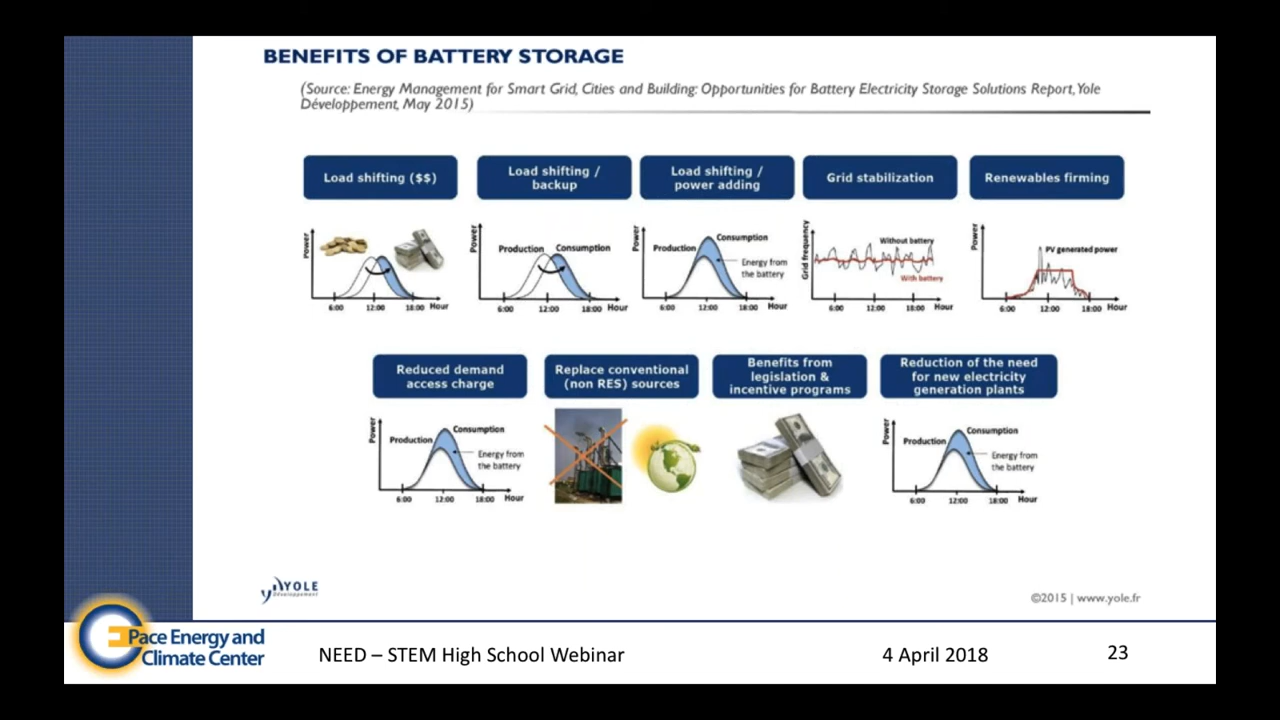 BENEFITS OF BATTERY STORAGE
(Source: Energy Management for Smart Grid, Cities and Building: Opportunities for Battery Electricity Storage Solutions Report, Yole
Développement, May 2015)
Load shifting ($$)
Power
6:00 12:00 18:00 Hour
Load shifting /
backup
Power
Production Consumption
6:00 12:00 18:00 Hour
Load shifting /
power adding
Power
Consumption
Production
Energy from
the battery
6:00 12:00 18:00 Hour
Grid stabilization
Grid frequency
Without battery
With battery
6:00 12:00 18:00 Hour
Renewables firming
Power
PV generated power
6:00 12:00 18:00 Hour
Reduced demand
access charge
Power
Consumption
Production
Energy from
the battery
6:00 12:00 18:00 Hour
Replace conventional
(non RES) sources
Benefits from
legislation &
incentive programs
Reduction of the need
for new electricity
generation plants
Power
Consumption
Production
Energy from
the battery
6:00 12:00 18:00 Hour
YOLE
Développement
©2015 | www.yole.fr
Pace Energy and
Climate Center
NEED – STEM High School Webinar
4 April 2018
23